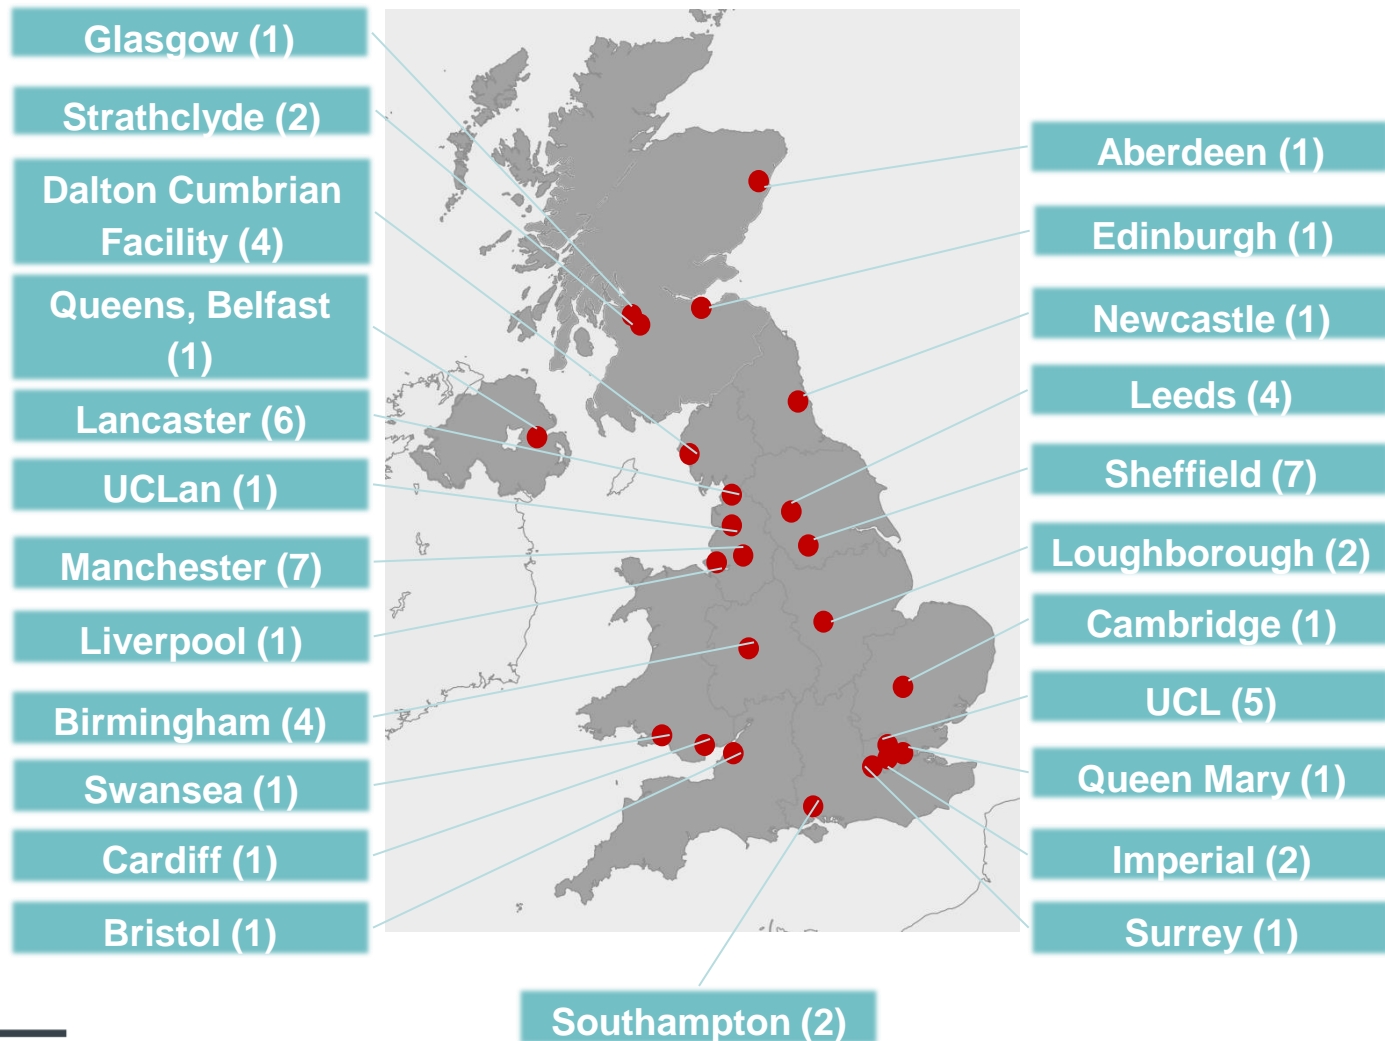 Glasgow (1)
Strathclyde (2)
Dalton Cumbrian
Facility (4)
Queens, Belfast
(1)
Lancaster (6)
UCLan (1)
Manchester (7)
Liverpool (1)
Birmingham (4)
Swansea (1)
Cardiff (1)
Bristol (1)
Aberdeen (1)
Edinburgh (1)
Newcastle (1)
Leeds (4)
Sheffield (7)
Loughborough (2)
Cambridge (1)
UCL (5)
Queen Mary (1)
Imperial (2)
Surrey (1)
Southampton (2)